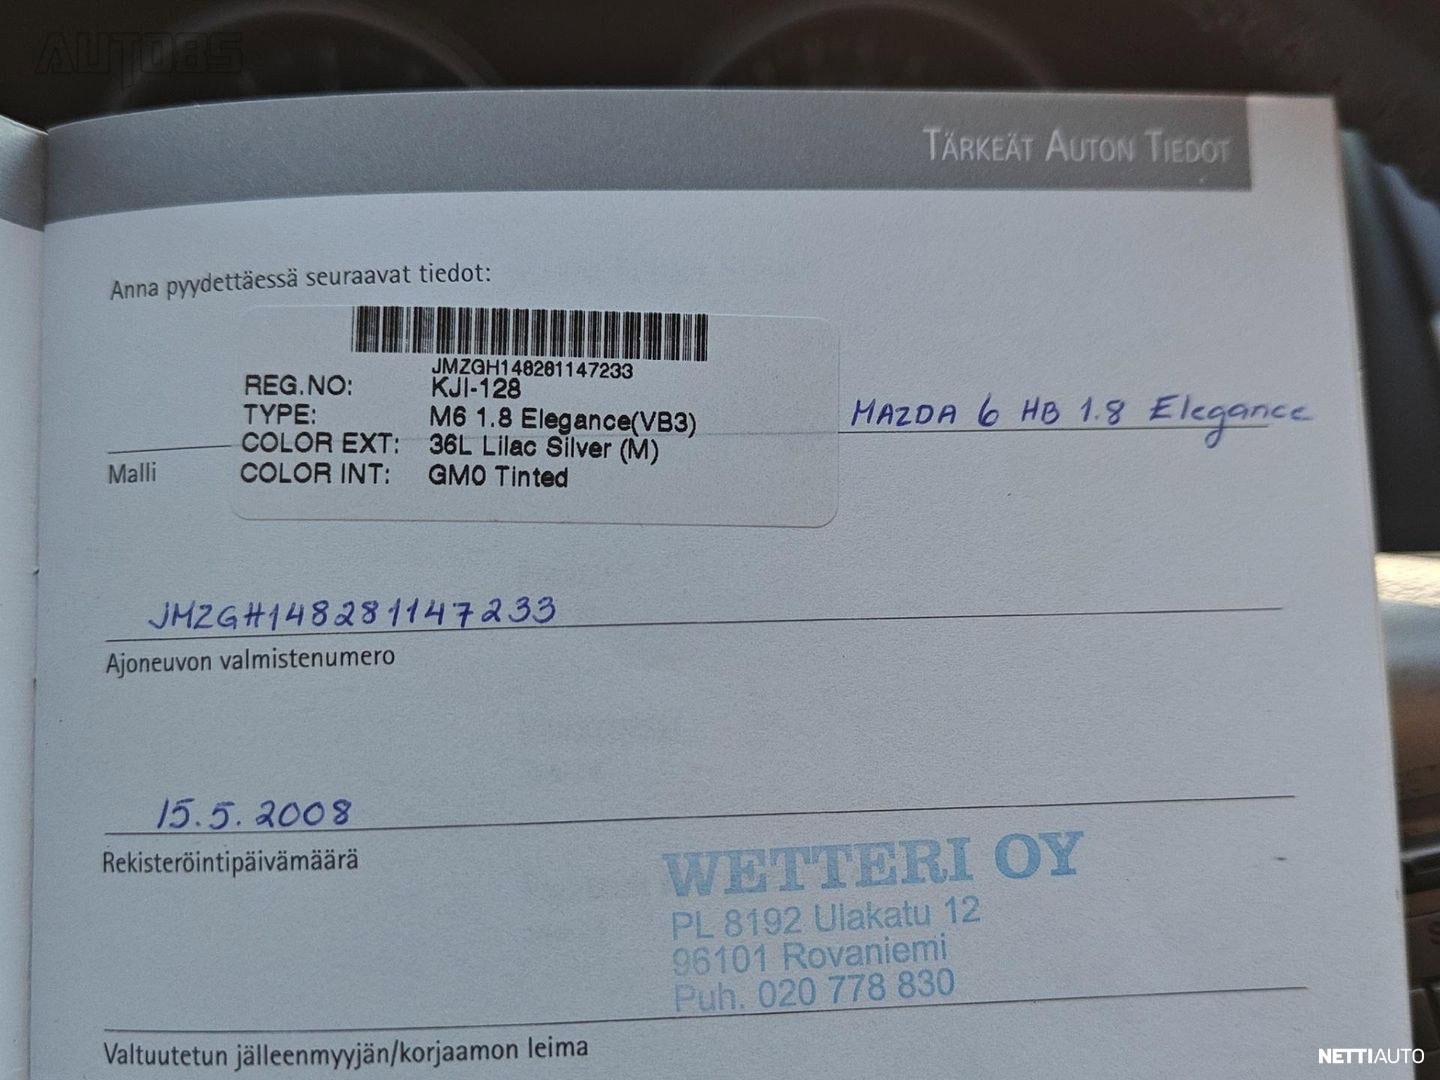 AUTO85
TÄRKEÄT AUTON TIEDOT
Anna pyydettäessä seuraavat tiedot:
JMZGH148281147233
REG.NO: KJI-128
TYPE: M6 1.8 Elegance(VB3)
COLOR EXT: 36L Lilac Silver (M)
COLOR INT: GM0 Tinted
MAZDA 6 HB 1.8 Elegance
Malli
JMZGH148281147233
Ajoneuvon valmistenumero
15.5.2008
Rekisteröintipäivämäärä
WETTERI OY
PL 8192 Ulakatu 12
96101 Rovaniemi
Puh. 020 778 830
Valtuutetun jälleenmyyjän/korjaamon leima
NETTIAUTO